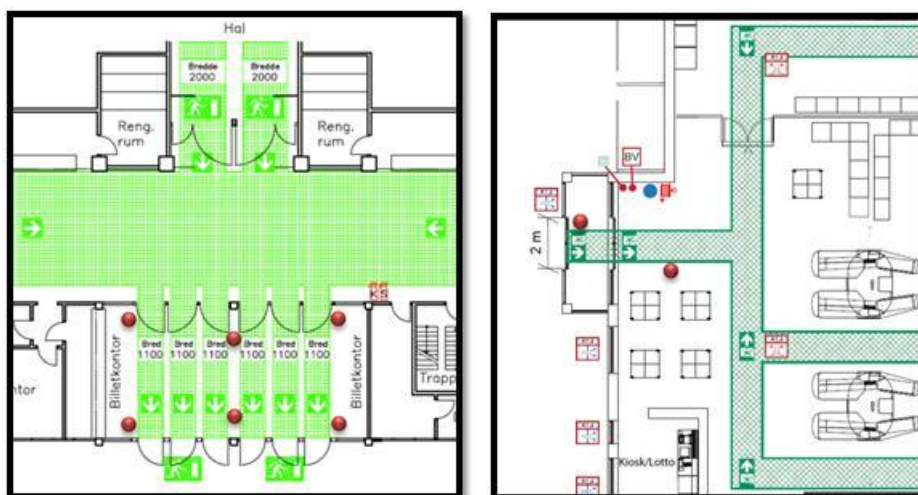 Hal
Bredde
2000
Bredde
2000
Reng.
rum
Reng.
rum
Billetkontor
Bred
1100
Bred
1100
Bred
1100
Bred
1100
Bred
1100
Bred
1100
Billetkontor
Trapp
ntor
BV
2 m
Kiosk/Lotto